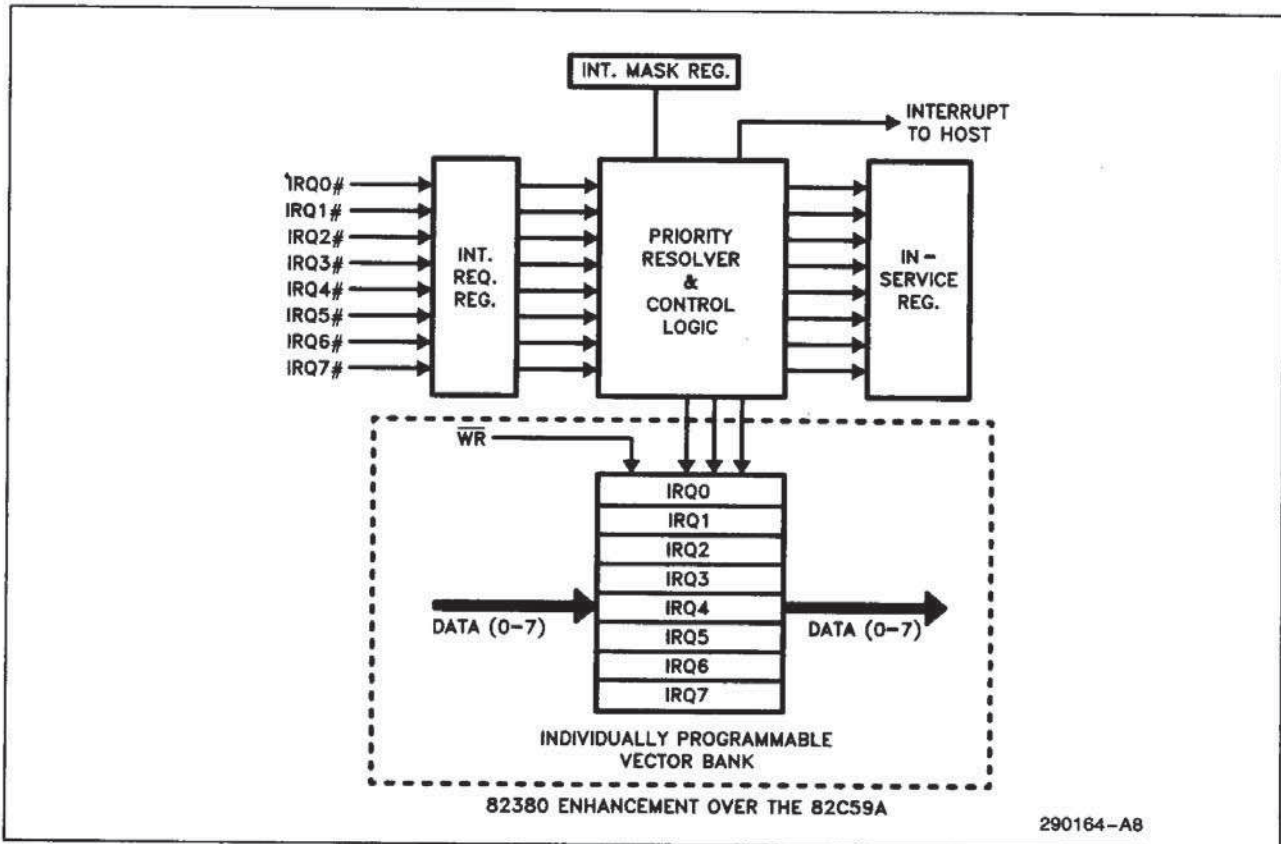 INT. MASK REG.
INTERRUPT
TO HOST
IRQ0#
IRQ1#
IRQ2#
IRQ3#
IRQ4#
IRQ5#
IRQ6#
IRQ7#
INT.
REQ.
REG.
PRIORITY
RESOLVER
&
CONTROL
LOGIC
IN-
SERVICE
REG.
WR
IRQ0
IRQ1
IRQ2
IRQ3
IRQ4
IRQ5
IRQ6
IRQ7
DATA (0-7)
DATA (0-7)
INDIVIDUALLY PROGRAMMABLE
VECTOR BANK
82380 ENHANCEMENT OVER THE 82C59A
290164-A8